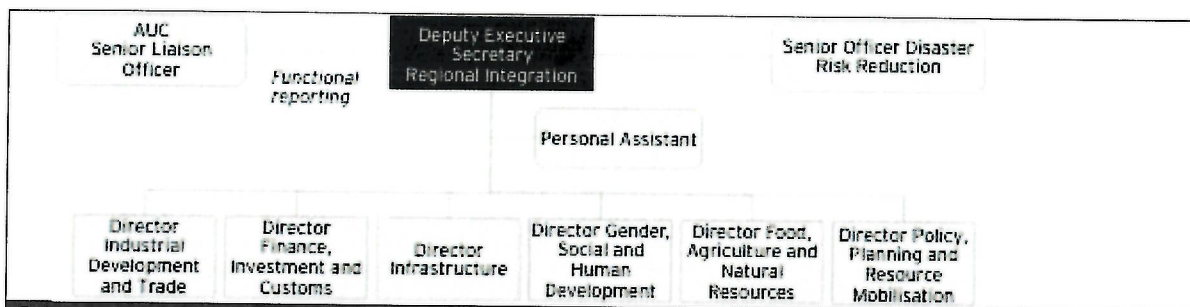 AUC
Senior Liaison
Officer
Functional
reporting
Deputy Executive
Secretary
Regional Integration
Senior Officer Disaster
Risk Reduction
Personal Assistant
Director
Industrial
Development
and Trade
Director
Finance,
Investment and
Customs
Director
Infrastructure
Director Gender,
Social and
Human
Development
Director Food,
Agriculture and
Natural
Resources
Director Policy,
Planning and
Resource
Mobilisation